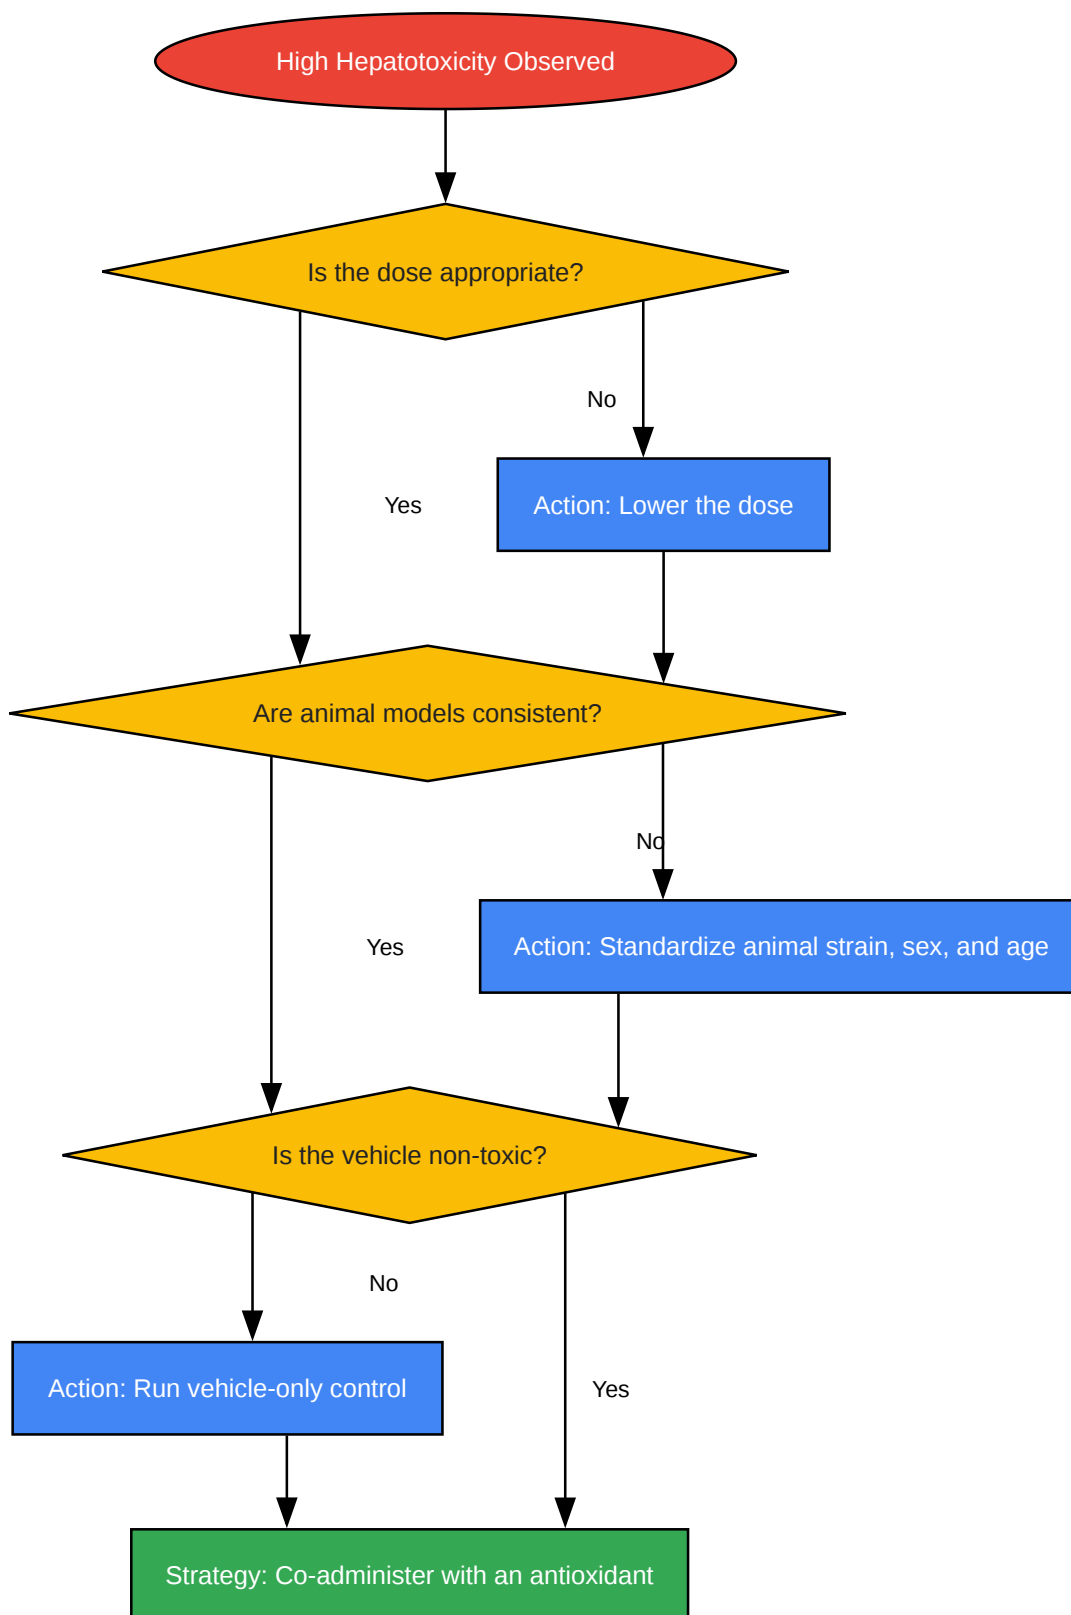 High Hepatotoxicity Observed
Is the dose appropriate?
No
Yes
Action: Lower the dose
Are animal models consistent?
No
Yes
Action: Standardize animal strain, sex, and age
Is the vehicle non-toxic?
No
Action: Run vehicle-only control
Yes
Strategy: Co-administer with an antioxidant